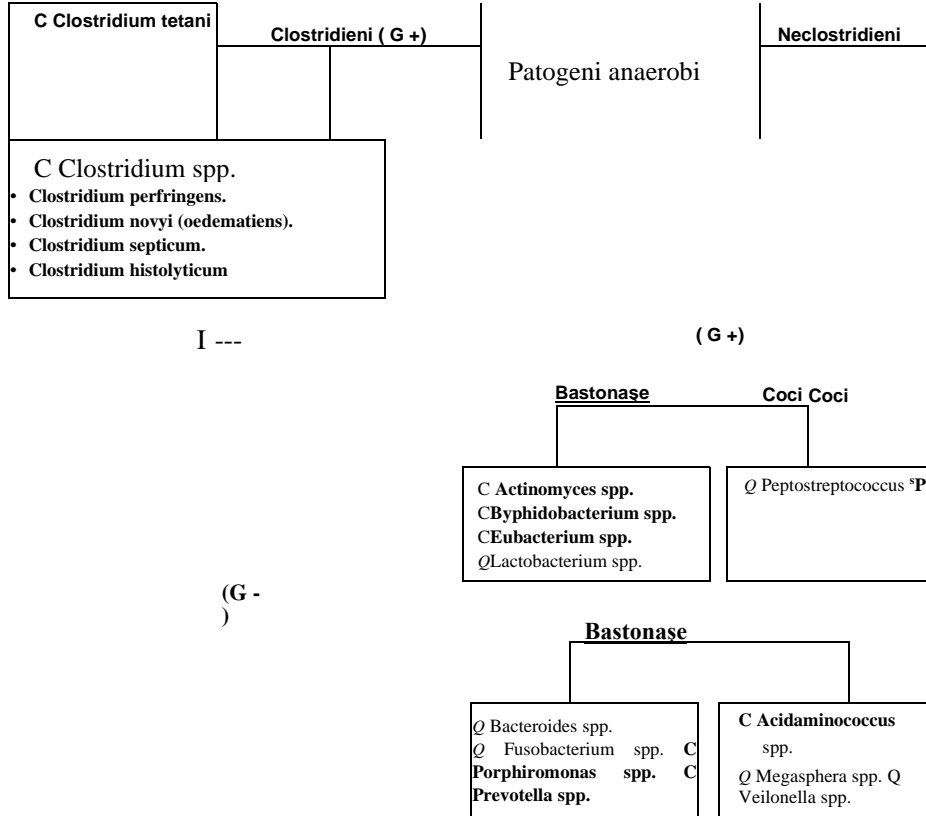 C Clostridium tetani
Clostridieni ( G +)
Patogeni anaerobi
Neclostridieni
C Clostridium spp.
• Clostridium perfringens.
• Clostridium novyi (oedematiens).
• Clostridium septicum.
• Clostridium histolyticum
I ---
( G +)
Bastonaşe
Coci Coci
C Actinomyces spp.
CByphidobacterium spp.
CEubacterium spp.
QLactobacterium spp.
Q Peptostreptococcus sP
(G -
)
Bastonaşe
Q Bacteroides spp.
Q Fusobacterium spp. C
Porphiromonas spp. C
Prevotella spp.
C Acidaminococcus
spp.
Q Megasphera spp. Q
Veilonella spp.